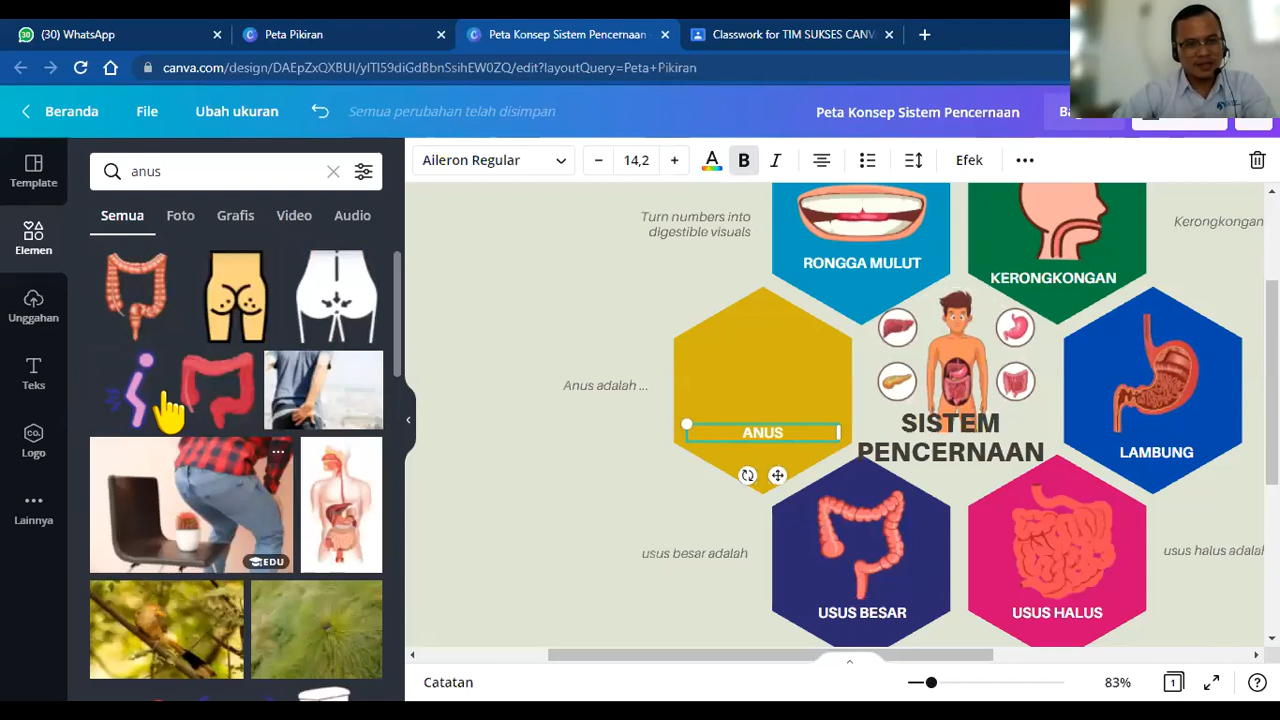 (30) WhatsApp
Peta Pikiran
Peta Konsep Sistem Pencernaan
Classwork for TIM SUKSES CANV
canva.com/design/DAEpZxQXBUI/ylTl59diGdBbnSsihEW0ZQ/edit?layoutQuery=Peta+Pikiran
Beranda
File
Ubah ukuran
Semua perubahan telah disimpan
Peta Konsep Sistem Pencernaan
Template
Elemen
Unggahan
Teks
CO.
Logo
Lainnya
anus
Semua
Foto
Grafis
Video
Audio
EDU
Aileron Regular
14,2
A
B
I
Efek
Turn numbers into
digestible visuals
RONGGA MULUT
KERONGKONGAN
Kerongkongan
Anus adalah ...
ANUS
SISTEM
PENCERNAAN
LAMBUNG
usus besar adalah
USUS BESAR
USUS HALUS
usus halus adalah
Catatan
83%
1